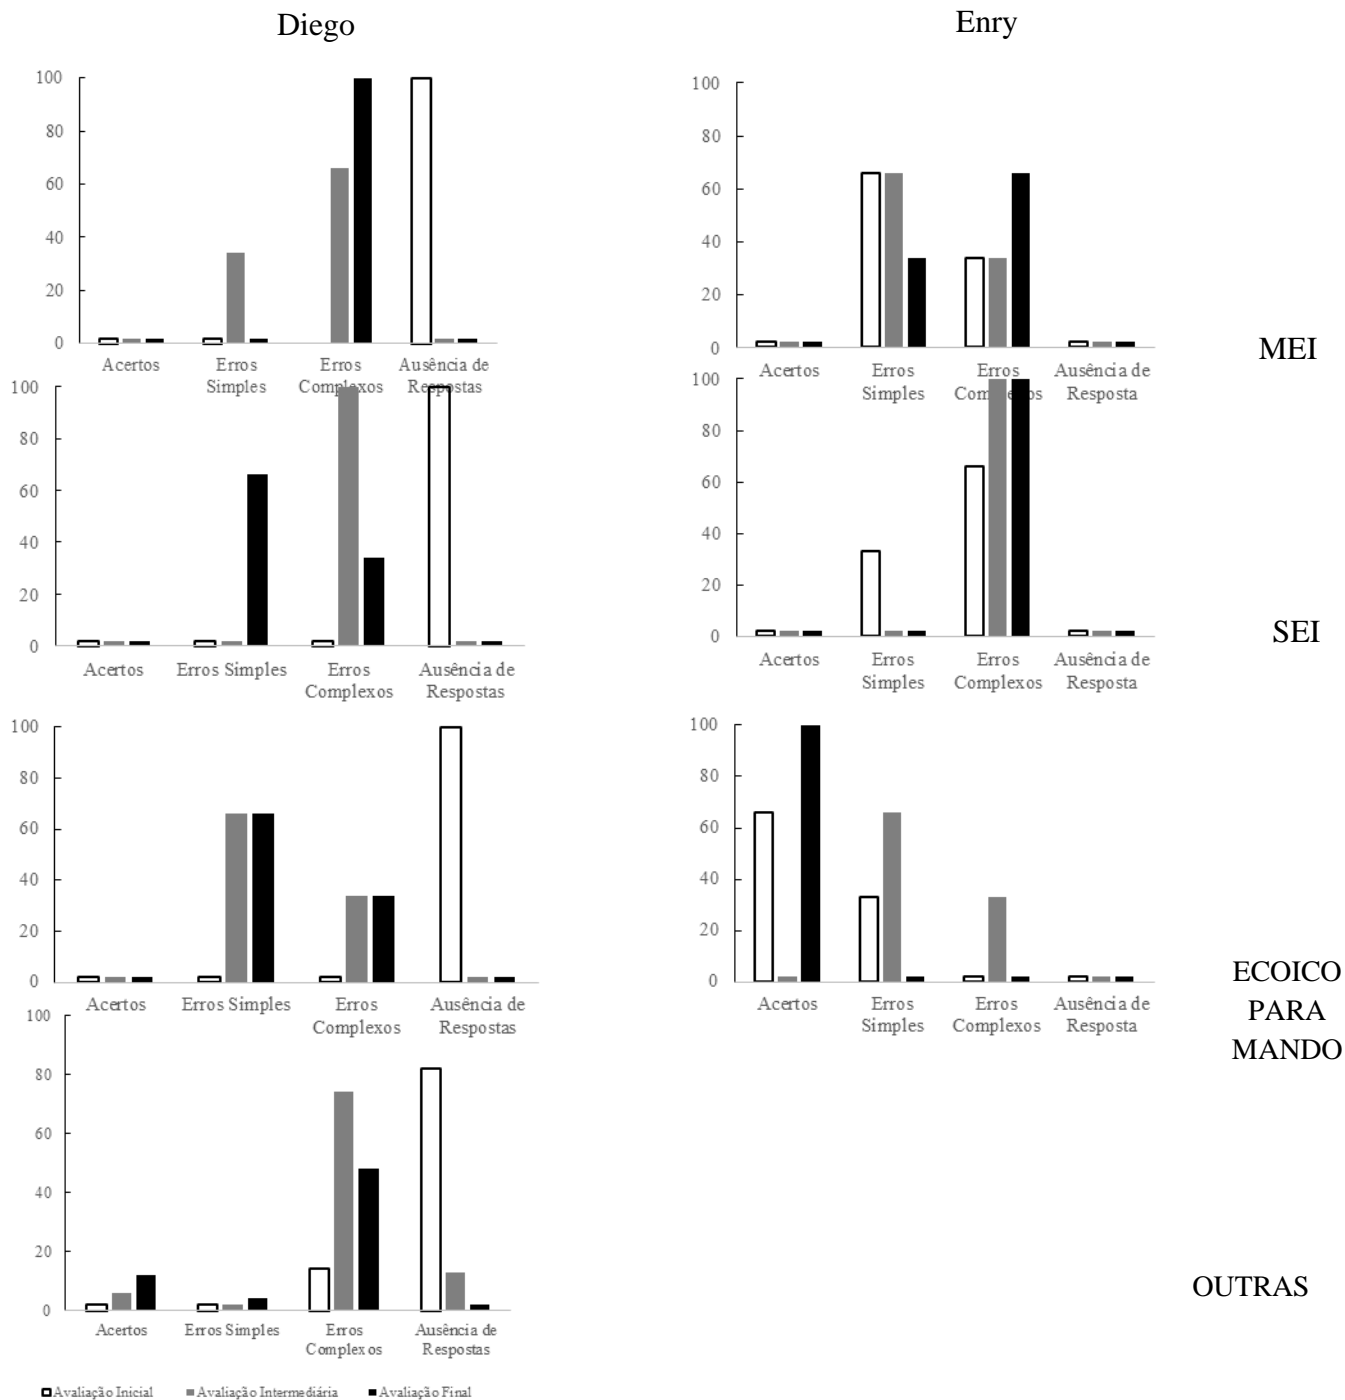 Diego
Enry
100
80
60
40
20
0
Acertos
Erros
Simples
Erros
Complexos
Ausência de
Respostas
100
80
60
40
20
0
Acertos
Erros
Simples
Erros
Complexos
Ausência de
Resposta
MEI
100
80
60
40
20
0
Acertos
Erros Simples
Erros
Complexos
Ausência de
Respostas
100
80
60
40
20
0
Acertos
Erros
Simples
Erros
Complexos
Ausência de
Resposta
SEI
100
80
60
40
20
0
Acertos
Erros Simples
Erros
Complexos
Ausência de
Respostas
100
80
60
40
20
0
Acertos
Erros
Simples
Erros
Complexos
Ausência de
Resposta
ECOICO
PARA
MANDO
100
80
60
40
20
0
Acertos
Erros Simples
Erros
Complexos
Ausência de
Respostas
OUTRAS
Avaliação Inicial Avaliação Intermediária Avaliação Final